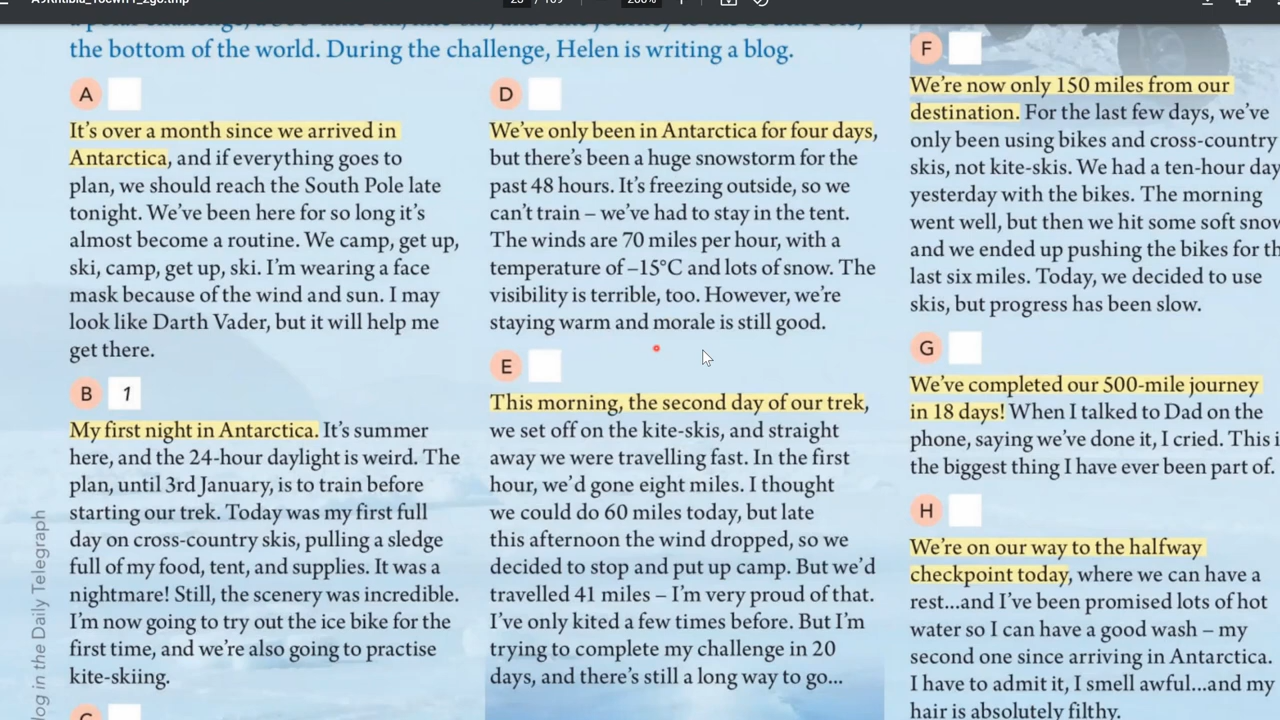 23 / 169
200%
the bottom of the world. During the challenge, Helen is writing a blog.
A
It's over a month since we arrived in
Antarctica, and if everything goes to
plan, we should reach the South Pole late
tonight. We've been here for so long it's
almost become a routine. We camp, get up,
ski, camp, get up, ski. I'm wearing a face
mask because of the wind and sun. I may
look like Darth Vader, but it will help me
get there.
B 1
My first night in Antarctica. It's summer
here, and the 24-hour daylight is weird. The
plan, until 3rd January, is to train before
starting our trek. Today was my first full
day on cross-country skis, pulling a sledge
full of my food, tent, and supplies. It was a
nightmare! Still, the scenery was incredible.
I'm now going to try out the ice bike for the
first time, and we're also going to practise
kite-skiing.
C
D
We've only been in Antarctica for four days,
but there's been a huge snowstorm for the
past 48 hours. It's freezing outside, so we
can't train – we've had to stay in the tent.
The winds are 70 miles per hour, with a
temperature of –15°C and lots of snow. The
visibility is terrible, too. However, we're
staying warm and morale is still good.
E
This morning, the second day of our trek,
we set off on the kite-skis, and straight
away we were travelling fast. In the first
hour, we'd gone eight miles. I thought
we could do 60 miles today, but late
this afternoon the wind dropped, so we
decided to stop and put up camp. But we'd
travelled 41 miles – I'm very proud of that.
I've only kited a few times before. But I'm
trying to complete my challenge in 20
days, and there's still a long way to go...
F
We're now only 150 miles from our
destination. For the last few days, we've
only been using bikes and cross-country
skis, not kite-skis. We had a ten-hour day
yesterday with the bikes. The morning
went well, but then we hit some soft snow
and we ended up pushing the bikes for th
last six miles. Today, we decided to use
skis, but progress has been slow.
G
We've completed our 500-mile journey
in 18 days! When I talked to Dad on the
phone, saying we've done it, I cried. This i
the biggest thing I have ever been part of.
H
We're on our way to the halfway
checkpoint today, where we can have a
rest...and I've been promised lots of hot
water so I can have a good wash – my
second one since arriving in Antarctica.
I have to admit it, I smell awful...and my
hair is absolutely filthy.
log in the Daily Telegraph